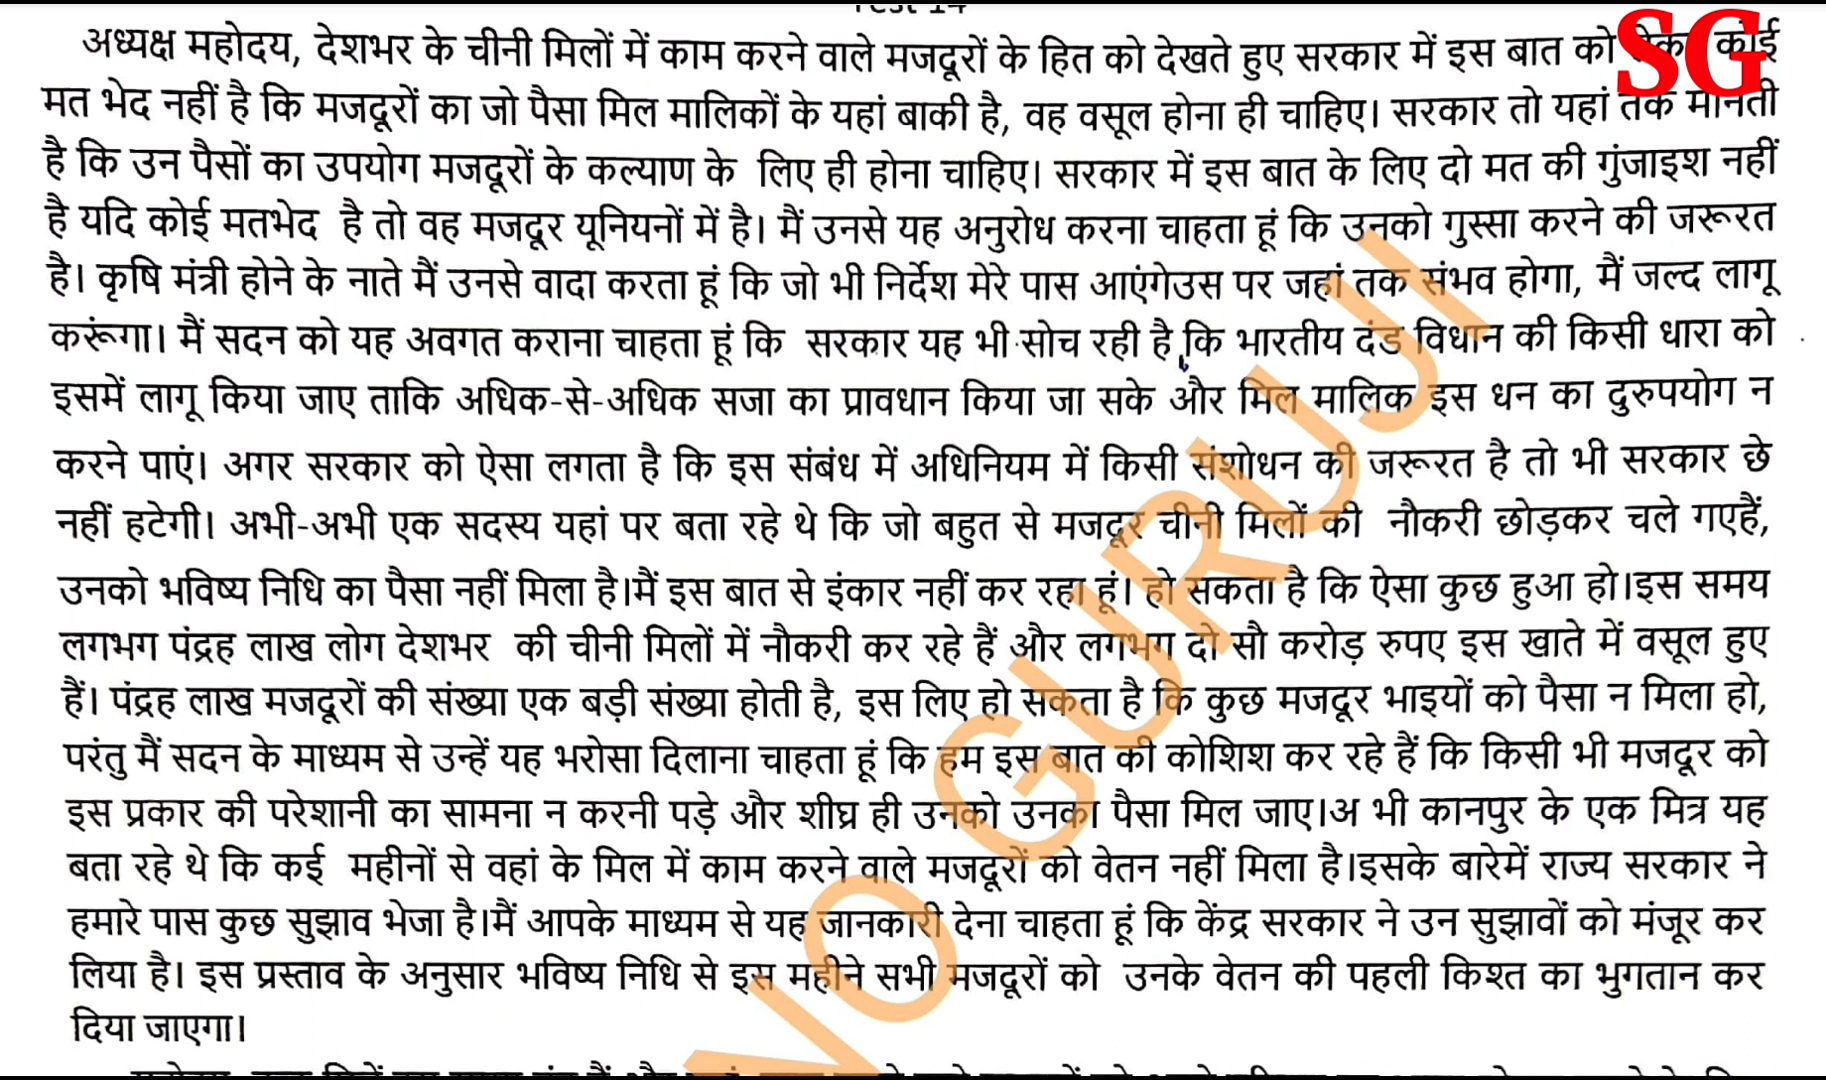 Test 14
SG
अध्यक्ष महोदय, देशभर के चीनी मिलों में काम करने वाले मजदूरों के हित को देखते हुए सरकार में इस बात को लेकर कोई
मत भेद नहीं है कि मजदूरों का जो पैसा मिल मालिकों के यहां बाकी है, वह वसूल होना ही चाहिए। सरकार तो यहां तक मानती
है कि उन पैसों का उपयोग मजदूरों के कल्याण के लिए ही होना चाहिए। सरकार में इस बात के लिए दो मत की गुंजाइश नहीं
है यदि कोई मतभेद है तो वह मजदूर यूनियनों में है। मैं उनसे यह अनुरोध करना चाहता हूं कि उनको गुस्सा करने की जरूरत
है। कृषि मंत्री होने के नाते मैं उनसे वादा करता हूं कि जो भी निर्देश मेरे पास आएंगेउस पर जहां तक संभव होगा, मैं जल्द लागू
करूंगा। मैं सदन को यह अवगत कराना चाहता हूं कि सरकार यह भी सोच रही है कि भारतीय दंड विधान की किसी धारा को
इसमें लागू किया जाए ताकि अधिक-से-अधिक सजा का प्रावधान किया जा सके और मिल मालिक इस धन का दुरुपयोग न
करने पाएं। अगर सरकार को ऐसा लगता है कि इस संबंध में अधिनियम में किसी संशोधन की जरूरत है तो भी सरकार छे
नहीं हटेगी। अभी-अभी एक सदस्य यहां पर बता रहे थे कि जो बहुत से मजदूर चीनी मिलों की नौकरी छोड़कर चले गएहैं,
उनको भविष्य निधि का पैसा नहीं मिला है।मैं इस बात से इंकार नहीं कर रहा हूं। हो सकता है कि ऐसा कुछ हुआ हो।इस समय
लगभग पंद्रह लाख लोग देशभर की चीनी मिलों में नौकरी कर रहे हैं और लगभग दो सौ करोड़ रुपए इस खाते में वसूल हुए
हैं। पंद्रह लाख मजदूरों की संख्या एक बड़ी संख्या होती है, इस लिए हो सकता है कि कुछ मजदूर भाइयों को पैसा न मिला हो,
परंतु मैं सदन के माध्यम से उन्हें यह भरोसा दिलाना चाहता हूं कि हम इस बात की कोशिश कर रहे हैं कि किसी भी मजदूर को
इस प्रकार की परेशानी का सामना न करनी पड़े और शीघ्र ही उनको उनका पैसा मिल जाए।अ भी कानपुर के एक मित्र यह
बता रहे थे कि कई महीनों से वहां के मिल में काम करने वाले मजदूरों को वेतन नहीं मिला है।इसके बारेमें राज्य सरकार ने
हमारे पास कुछ सुझाव भेजा है।मैं आपके माध्यम से यह जानकारी देना चाहता हूं कि केंद्र सरकार ने उन सुझावों को मंजूर कर
लिया है। इस प्रस्ताव के अनुसार भविष्य निधि से इस महीने सभी मजदूरों को उनके वेतन की पहली किश्त का भुगतान कर
दिया जाएगा।
NO GURUJI